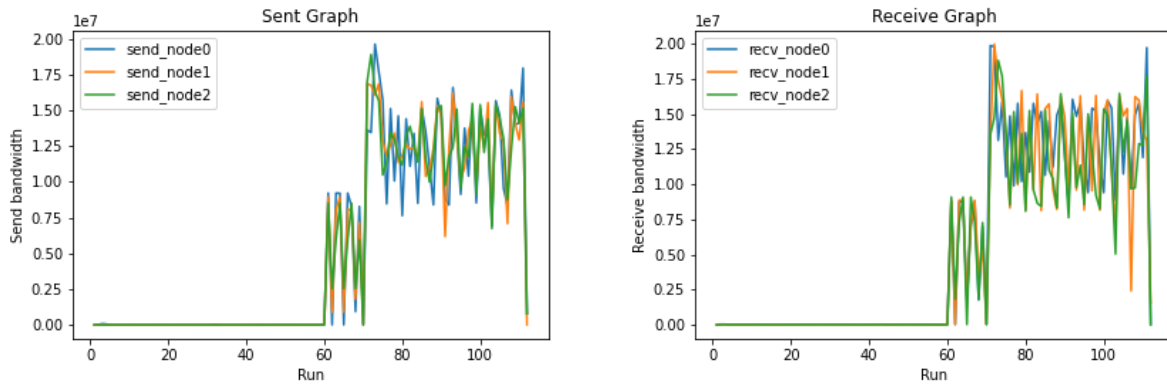 Sent Graph
1e7
send_node0
send_node1
send_node2
2.00
1.75
1.50
1.25
1.00
0.75
0.50
0.25
0.00
Send bandwidth
0 20 40 60 80 100
Run
Receive Graph
1e7
recv_node0
recv_node1
recv_node2
2.00
1.75
1.50
1.25
1.00
0.75
0.50
0.25
0.00
Receive bandwidth
0 20 40 60 80 100
Run